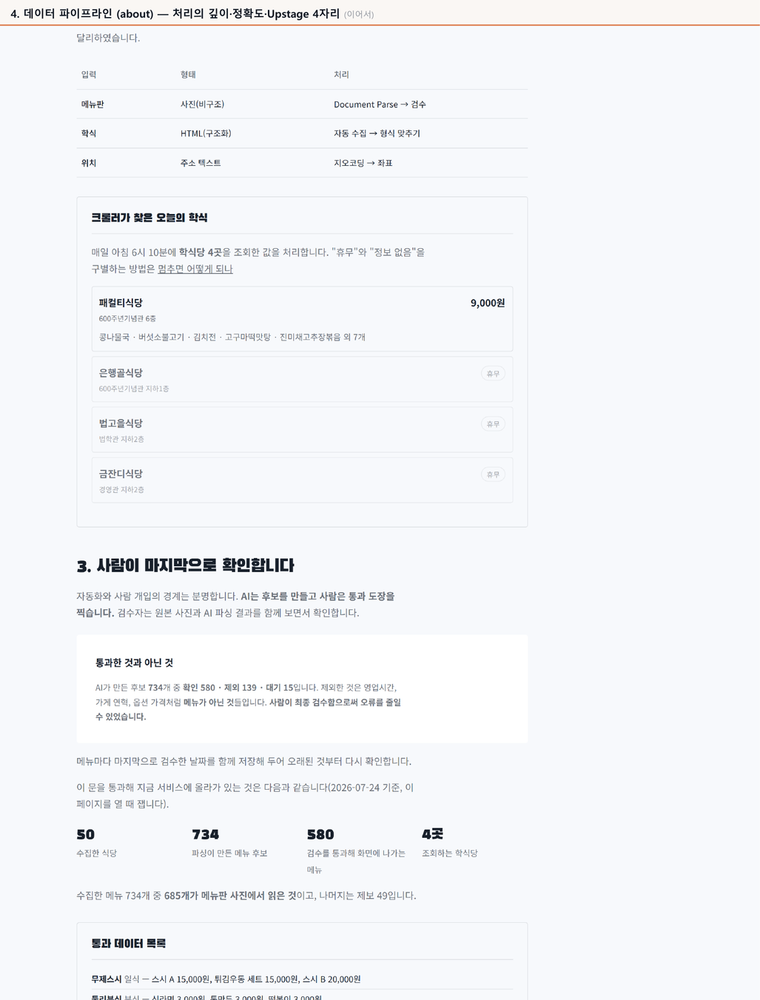 4. 데이터 파이프라인 (about) — 처리의 깊이·정확도·Upstage 4자리 (이어서)
달리하였습니다.
입력 형태 처리
메뉴판 사진(비구조) Document Parse → 검수
학식 HTML(구조화) 자동 수집 → 형식 맞추기
위치 주소 텍스트 지오코딩 → 좌표
크롤러가 찾은 오늘의 학식
매일 아침 6시 10분에 학식당 4곳을 조회한 값을 처리합니다. "휴무"와 "정보 없음"을
구별하는 방법은 멈추면 어떻게 되나
패컬티식당 9,000원
600주년기념관 6층
콩나물국 · 버섯소불고기 · 김치전 · 고구마떡맛탕 · 진미채고추장볶음 외 7개
은행골식당 휴무
600주년기념관 지하1층
법고을식당 휴무
법학관 지하2층
금잔디식당 휴무
경영관 지하2층
3. 사람이 마지막으로 확인합니다
자동화와 사람 개입의 경계는 분명합니다. AI는 후보를 만들고 사람은 통과 도장을
찍습니다. 검수자는 원본 사진과 AI 파싱 결과를 함께 보면서 확인합니다.
통과한 것과 아닌 것
AI가 만든 후보 734개 중 확인 580 · 제외 139 · 대기 15입니다. 제외한 것은 영업시간,
가게 연혁, 옵션 가격처럼 메뉴가 아닌 것들입니다. 사람이 최종 검수함으로써 오류를 줄일
수 있었습니다.
메뉴마다 마지막으로 검수한 날짜를 함께 저장해 두어 오래된 것부터 다시 확인합니다.
이 문을 통과해 지금 서비스에 올라가 있는 것은 다음과 같습니다(2026-07-24 기준, 이
페이지를 열 때 잽니다).
50 734 580 4곳
수집한 식당 파싱이 만든 메뉴 후보 검수를 통과해 화면에 나가는 조회하는 학식당
메뉴
수집한 메뉴 734개 중 685개가 메뉴판 사진에서 읽은 것이고, 나머지는 제보 49입니다.
통과 데이터 목록
무제스시 일식 — 스시 A 15,000원, 튀김우동 세트 15,000원, 스시 B 20,000원